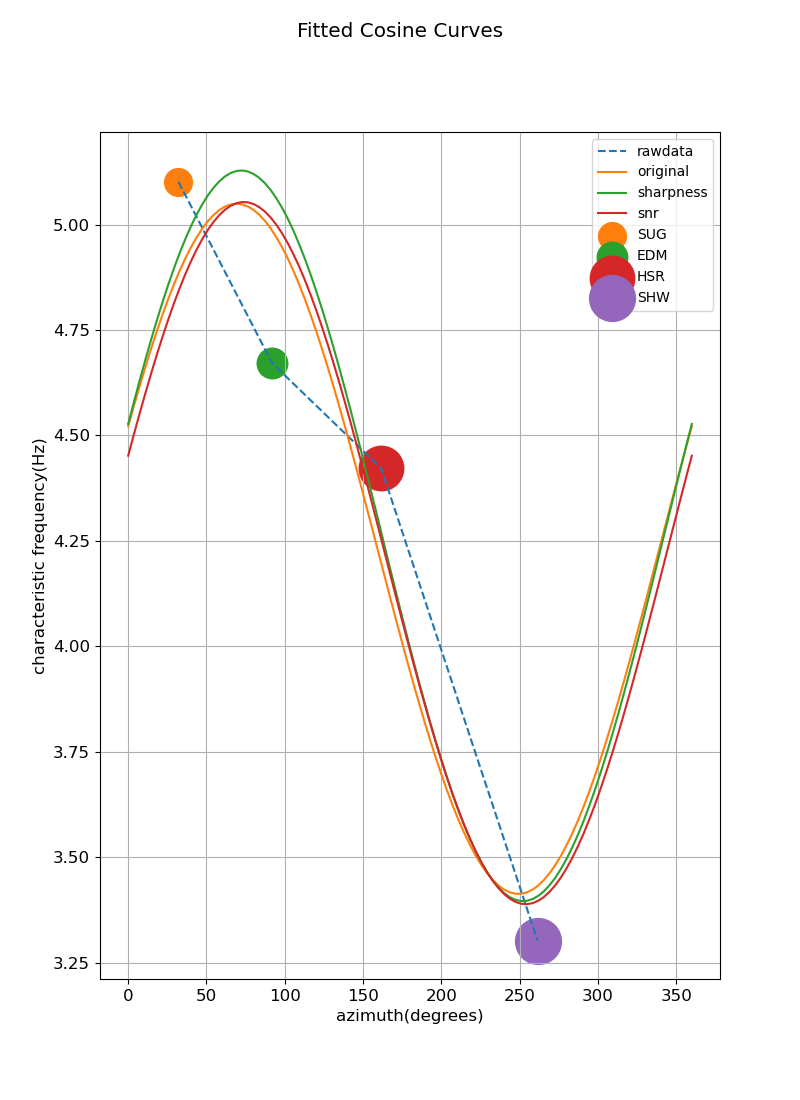 Fitted Cosine Curves
rawdata
original
sharpness
snr
SUG
EDM
HSR
SHW
5.00
4.75
4.50
4.25
4.00
3.75
3.50
3.25
characteristic frequency(Hz)
0 50 100 150 200 250 300 350
azimuth(degrees)